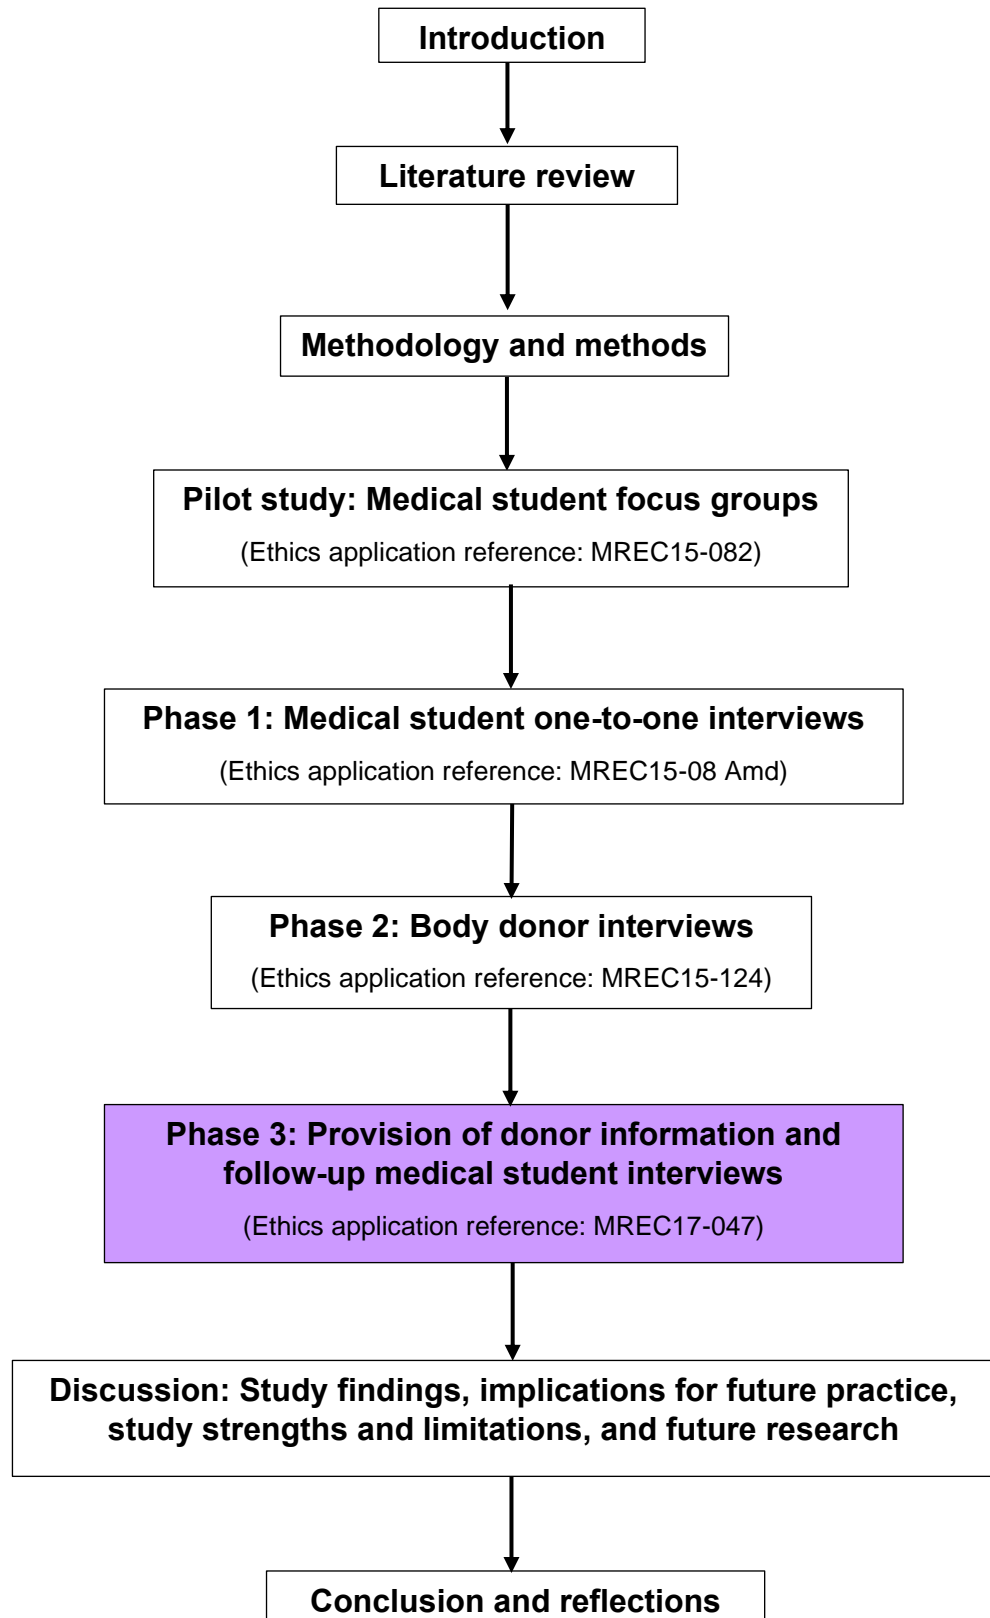 Introduction
Literature review
Methodology and methods
Pilot study: Medical student focus groups
(Ethics application reference: MREC15-082)
Phase 1: Medical student one-to-one interviews
(Ethics application reference: MREC15-08 Amd)
Phase 2: Body donor interviews
(Ethics application reference: MREC15-124)
Phase 3: Provision of donor information and
follow-up medical student interviews
(Ethics application reference: MREC17-047)
Discussion: Study findings, implications for future practice,
study strengths and limitations, and future research
Conclusion and reflections